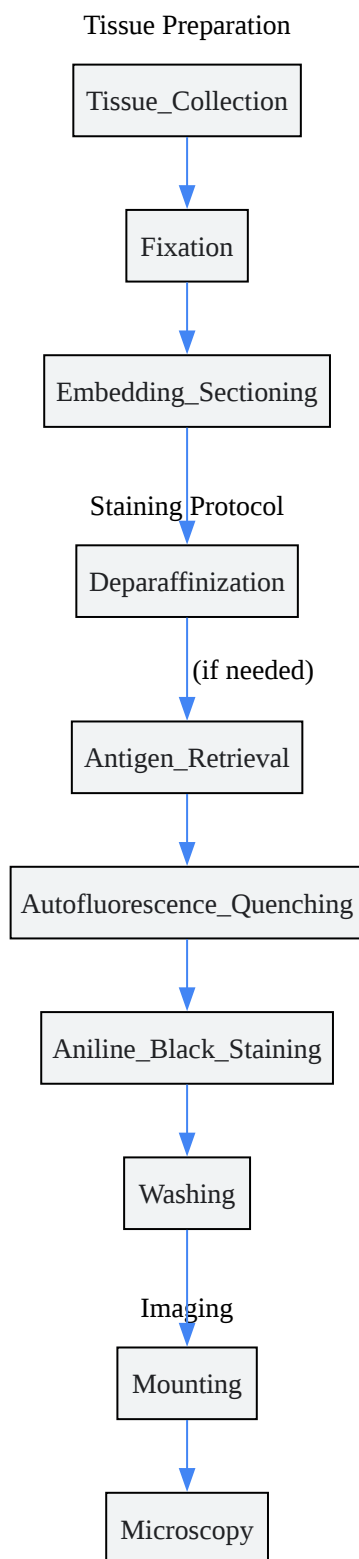 Tissue Preparation
Tissue_Collection
Fixation
Embedding_Sectioning
Staining Protocol
Deparaffinization
(if needed)
Antigen_Retrieval
Autofluorescence_Quenching
Aniline_Black_Staining
Washing
Imaging
Mounting
Microscopy